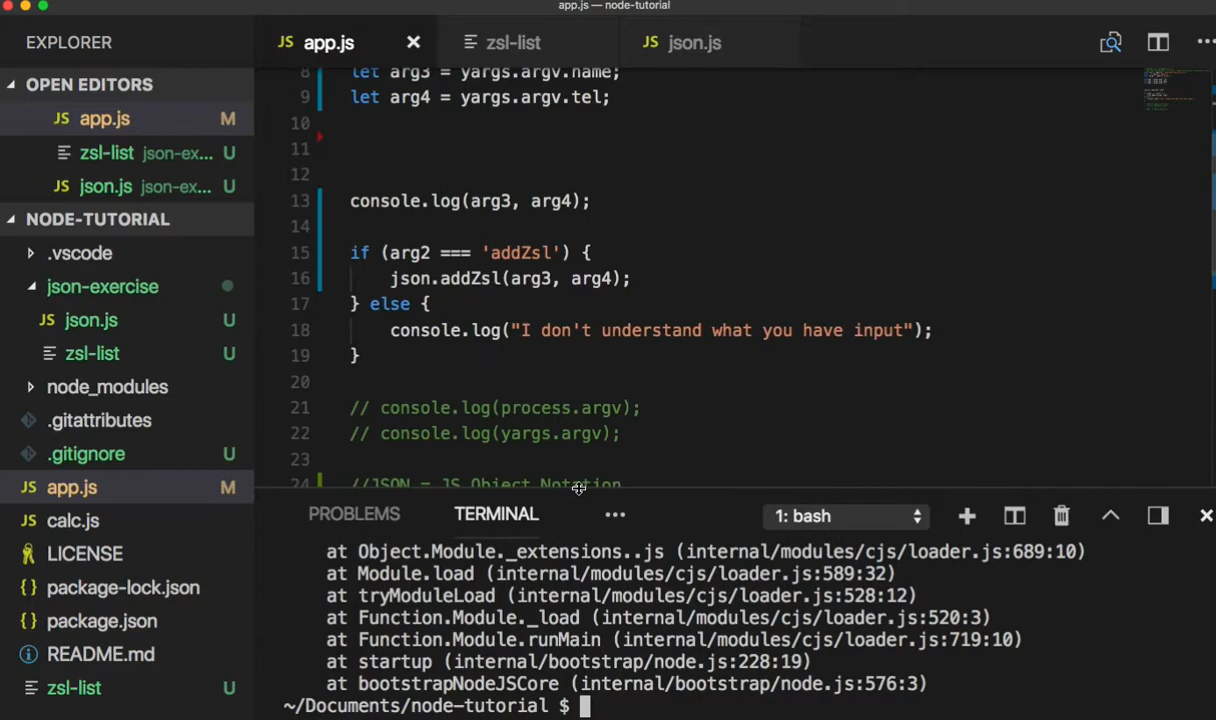 app.js — node-tutorial
EXPLORER
JS app.js
zsl-list
JS json.js
OPEN EDITORS
JS app.js M
zsl-list json-ex... U
JS json.js json-ex... U
NODE-TUTORIAL
.vscode
json-exercise
JS json.js U
zsl-list U
node_modules
.gitattributes
.gitignore U
JS app.js M
JS calc.js
LICENSE
{} package-lock.json
{} package.json
README.md
zsl-list U
8 let arg3 = yargs.argv.name;
9 let arg4 = yargs.argv.tel;
10
11
12
13 console.log(arg3, arg4);
14
15 if (arg2 === 'addZsl') {
16 json.addZsl(arg3, arg4);
17 } else {
18 console.log("I don't understand what you have input");
19 }
20
21 // console.log(process.argv);
22 // console.log(yargs.argv);
23
24 //JSON = JS Object Notation
PROBLEMS TERMINAL ••• 1: bash
at Object.Module._extensions..js (internal/modules/cjs/loader.js:689:10)
at Module.load (internal/modules/cjs/loader.js:589:32)
at tryModuleLoad (internal/modules/cjs/loader.js:528:12)
at Function.Module._load (internal/modules/cjs/loader.js:520:3)
at Function.Module.runMain (internal/modules/cjs/loader.js:719:10)
at startup (internal/bootstrap/node.js:228:19)
at bootstrapNodeJSCore (internal/bootstrap/node.js:576:3)
~/Documents/node-tutorial $